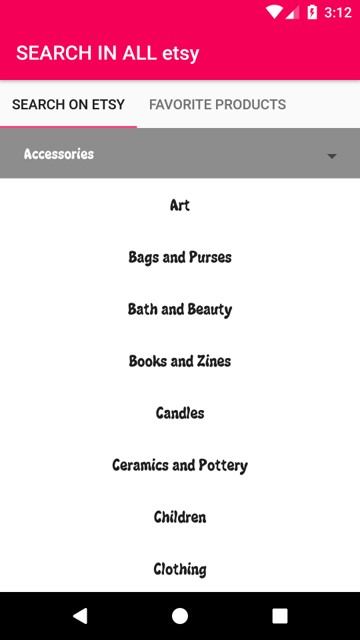 3:12
SEARCH IN ALL etsy
SEARCH ON ETSY
FAVORITE PRODUCTS
Accessories
Art
Bags and Purses
Bath and Beauty
Books and Zines
Candles
Ceramics and Pottery
Children
Clothing